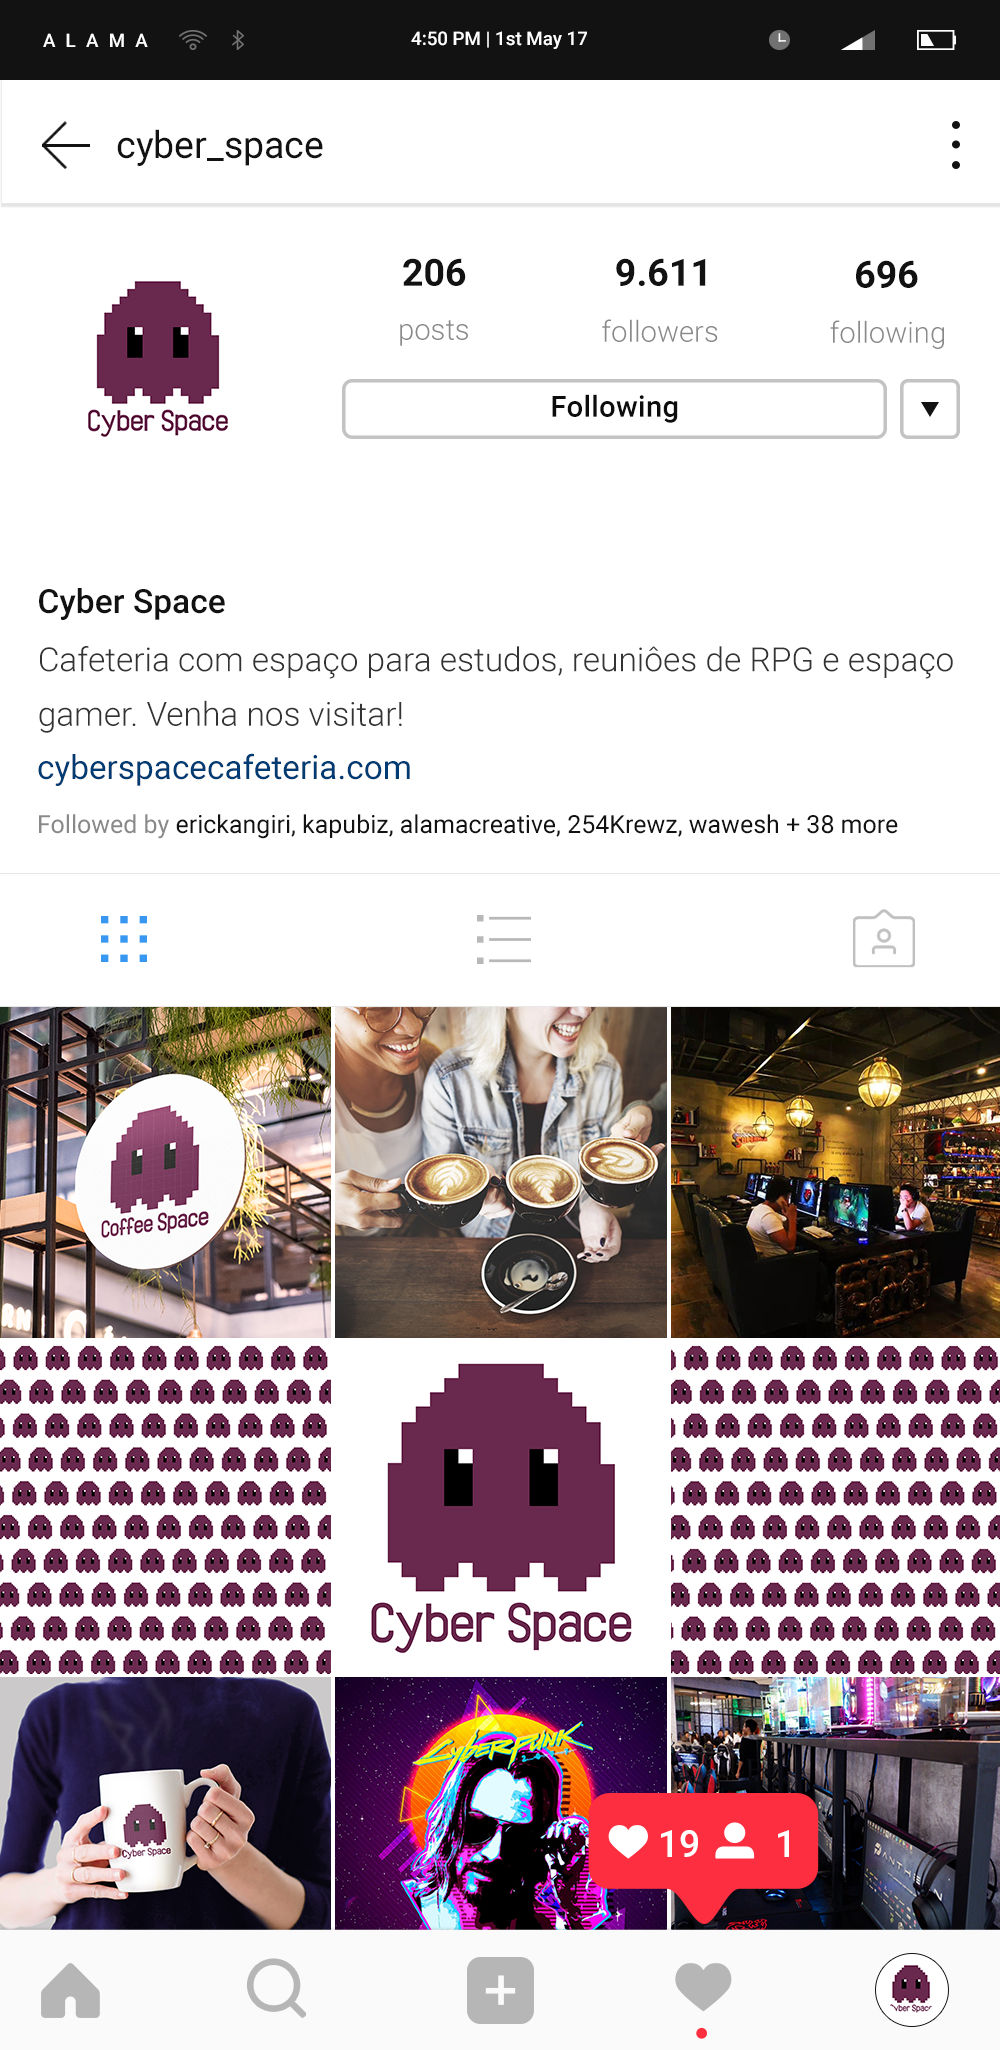 ALAMA
4:50 PM | 1st May 17
cyber_space
206 9.611 696
posts followers following
Cyber Space
Following
Cyber Space
Cafeteria com espaço para estudos, reuniôes de RPG e espaço
gamer. Venha nos visitar!
cyberspacecafeteria.com
Followed by erickangiri, kapubiz, alamacreative, 254Krewz, wawesh + 38 more
Coffee Space
Cyber Space
Cyber Space
CYBERPUNK
19 1